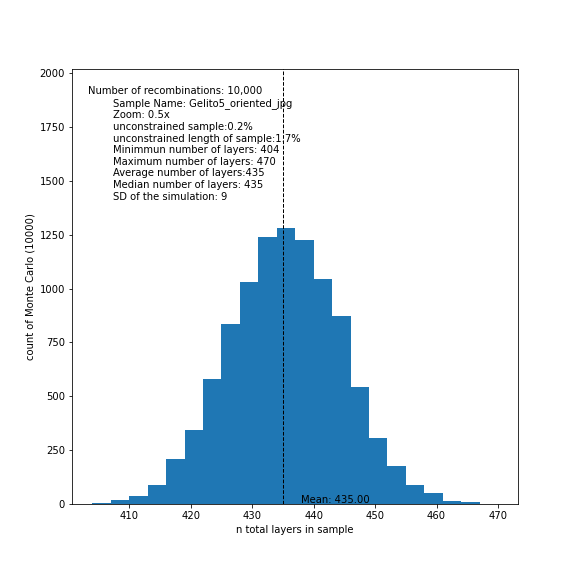 2000
1750
1500
1250
1000
750
500
250
0
count of Monte Carlo (10000)
Number of recombinations: 10,000
Sample Name: Gelito5_oriented_jpg
Zoom: 0.5x
unconstrained sample:0.2%
unconstrained length of sample:1.7%
Minimmun number of layers: 404
Maximum number of layers: 470
Average number of layers:435
Median number of layers: 435
SD of the simulation: 9
Mean: 435.00
410 420 430 440 450 460 470
n total layers in sample